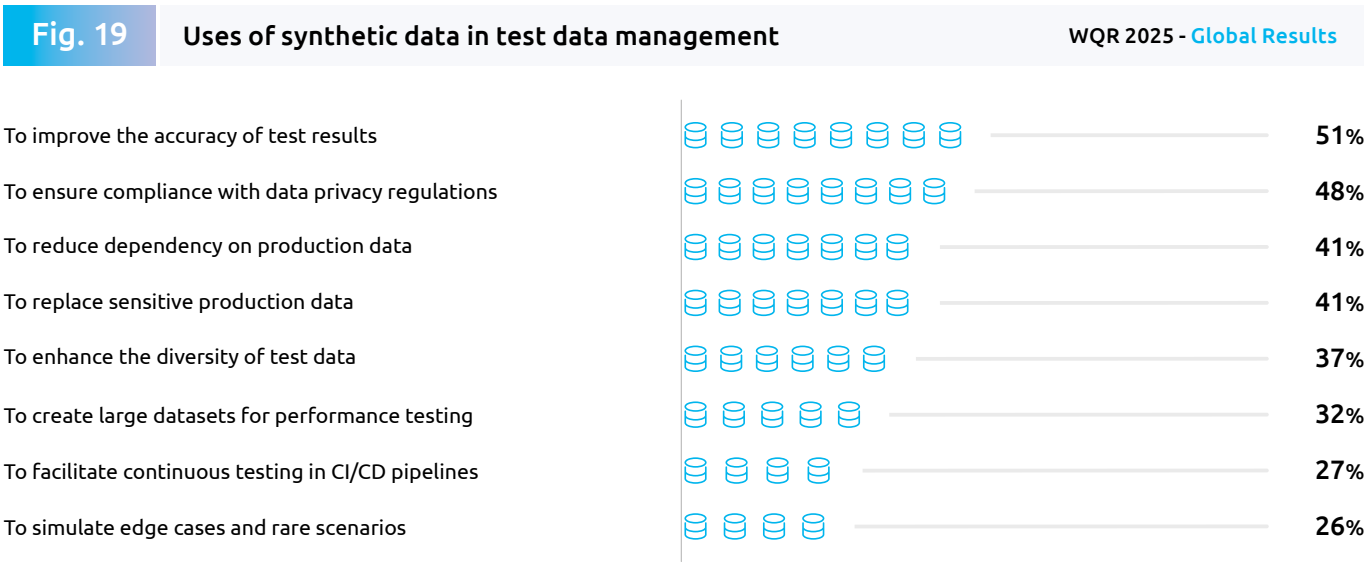 Fig. 19 Uses of synthetic data in test data management WQR 2025 - Global Results
To improve the accuracy of test results 51%
To ensure compliance with data privacy regulations 48%
To reduce dependency on production data 41%
To replace sensitive production data 41%
To enhance the diversity of test data 37%
To create large datasets for performance testing 32%
To facilitate continuous testing in CI/CD pipelines 27%
To simulate edge cases and rare scenarios 26%